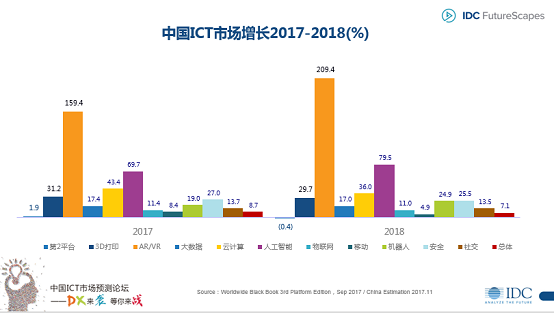 IDC FutureScapes
中国ICT市场增长2017-2018(%)
1.9 31.2 159.4 17.4 43.4 69.7 11.4 8.4 19.0 27.0 13.7 8.7
(0.4) 29.7 209.4 17.0 36.0 79.5 11.0 4.9 24.9 25.5 13.5 7.1
2017 2018
第2平台 3D打印 AR/VR 大数据 云计算 人工智能 物联网 移动 机器人 安全 社交 总体
中国ICT市场预测论坛
——DX来袭 等你来战
Source：Worldwide Black Book 3rd Platform Edition，Sep 2017 / China Estimation 2017.11
IDC
ANALYZE THE FUTURE